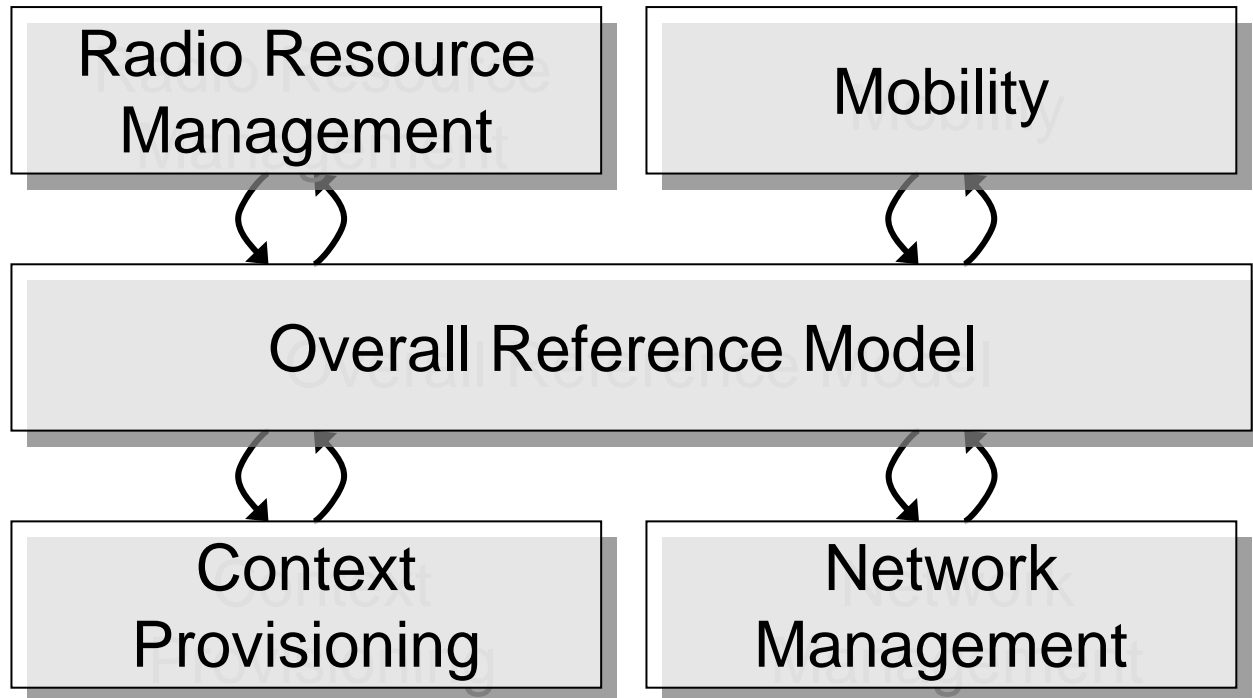 Radio Resource
Management
Mobility
Overall Reference Model
Context
Provisioning
Network
Management